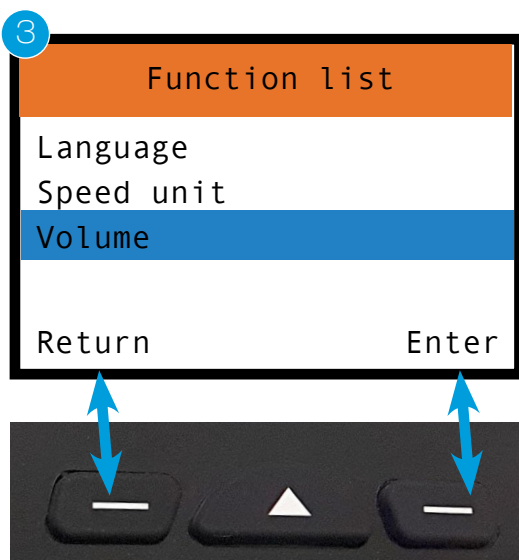 3
Function list
Language
Speed unit
Volume
Return Enter